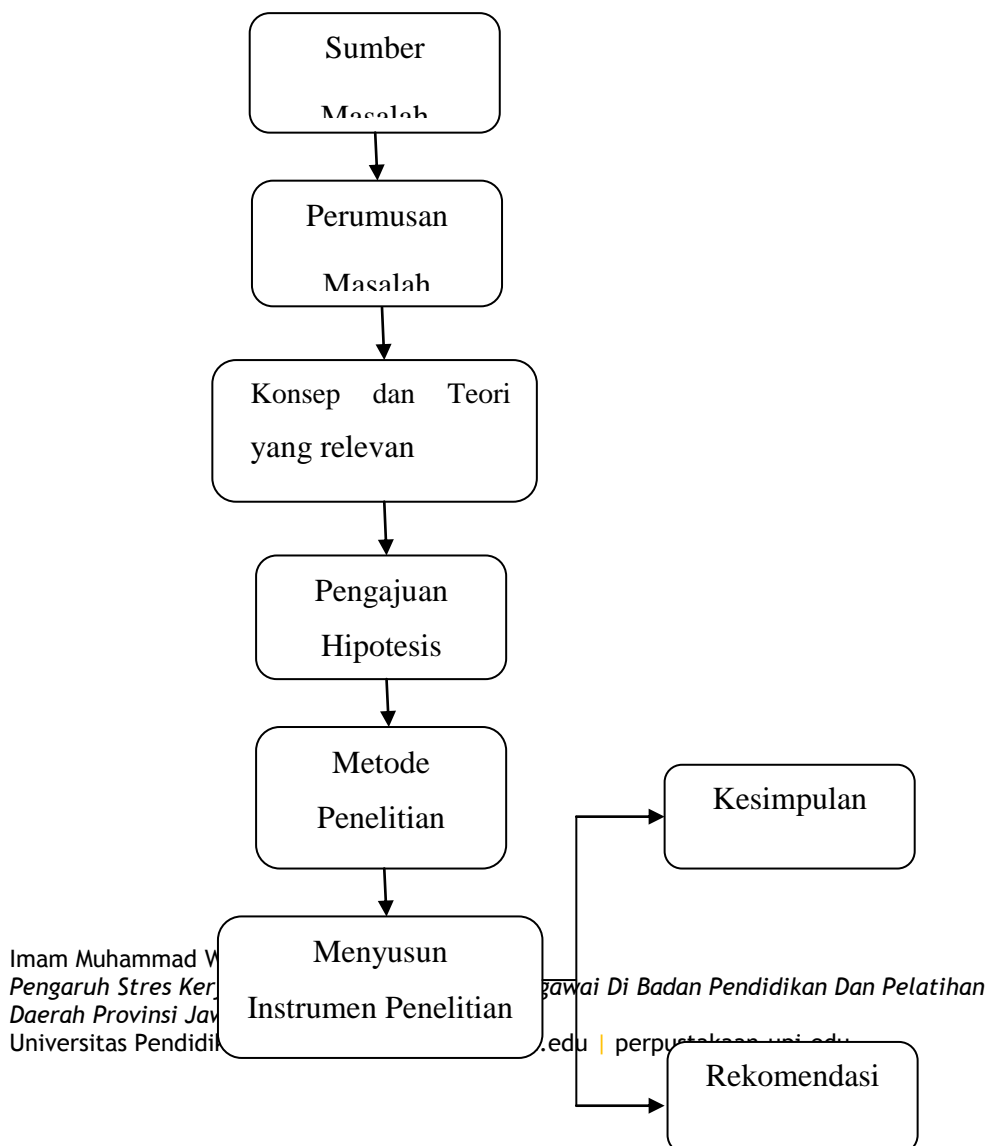 Sumber
Masalah
Perumusan
Masalah
Konsep dan Teori
yang relevan
Pengajuan
Hipotesis
Metode
Penelitian
Kesimpulan
Menyusun
Instrumen Penelitian
Rekomendasi
Imam Muhammad
Pengaruh Stres Di Badan Pendidikan Dan Pelatihan
Daerah Provinsi
Universitas .edu | perpustakaan.upi.edu